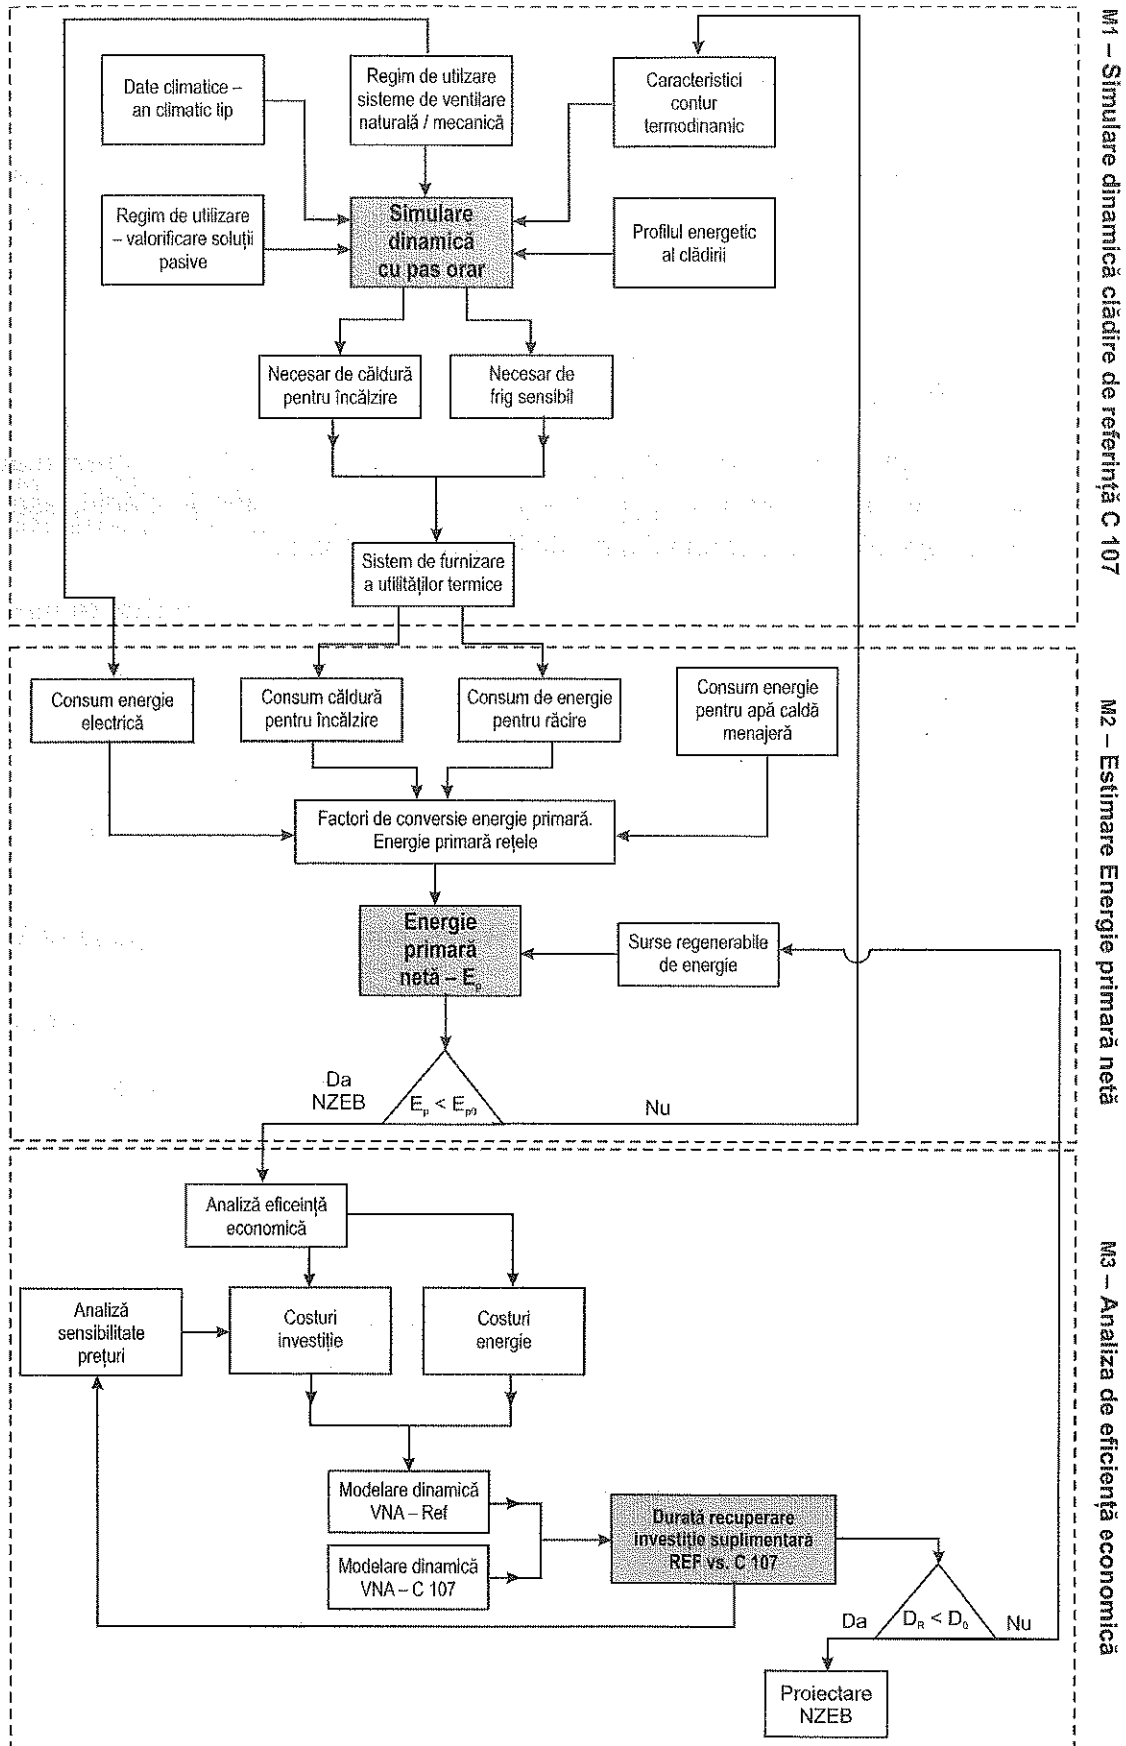 M1 – Simulare dinamică clădire de referință C 107
Date climatice –
an climatic tip
Regim de utilzare
sisteme de ventilare
naturală / mecanică
Caracteristici
contur
termodinamic
Regim de utilizare
– valorificare soluții
pasive
Simulare
dinamică
cu pas orar
Profilul energetic
al clădirii
Necesar de căldură
pentru încălzire
Necesar de
frig sensibil
Sistem de furnizare
a utilităților termice
M2 – Estimare Energie primară netă
Consum energie
electrică
Consum căldură
pentru încălzire
Consum de energie
pentru răcire
Consum energie
pentru apă caldă
menajeră
Factori de conversie energie primară.
Energie primară rețele
Energie
primară
netă – Ep
Surse regenerabile
de energie
Da
NZEB
Ep < Ep0
Nu
M3 – Analiza de eficiență economică
Analiză eficeință
economică
Analiză
sensibilitate
prețuri
Costuri
investiție
Costuri
energie
Modelare dinamică
VNA – Ref
Modelare dinamică
VNA – C 107
Durată recuperare
investiție suplimentară
REF vs. C 107
Da
DR < D0
Nu
Proiectare
NZEB